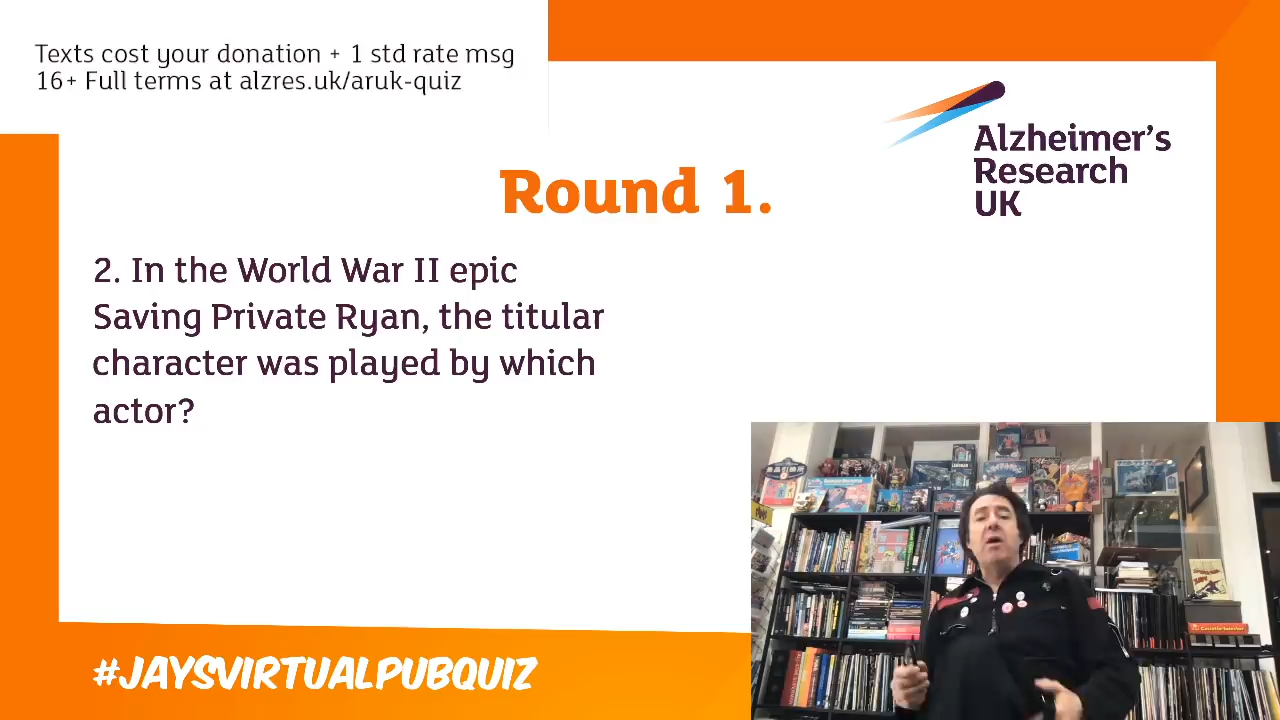 Texts cost your donation + 1 std rate msg
16+ Full terms at alzres.uk/aruk-quiz
Alzheimer's
Research
UK
Round 1.
2. In the World War II epic
Saving Private Ryan, the titular
character was played by which
actor?
#JAYSVIRTUALPUBQUIZ